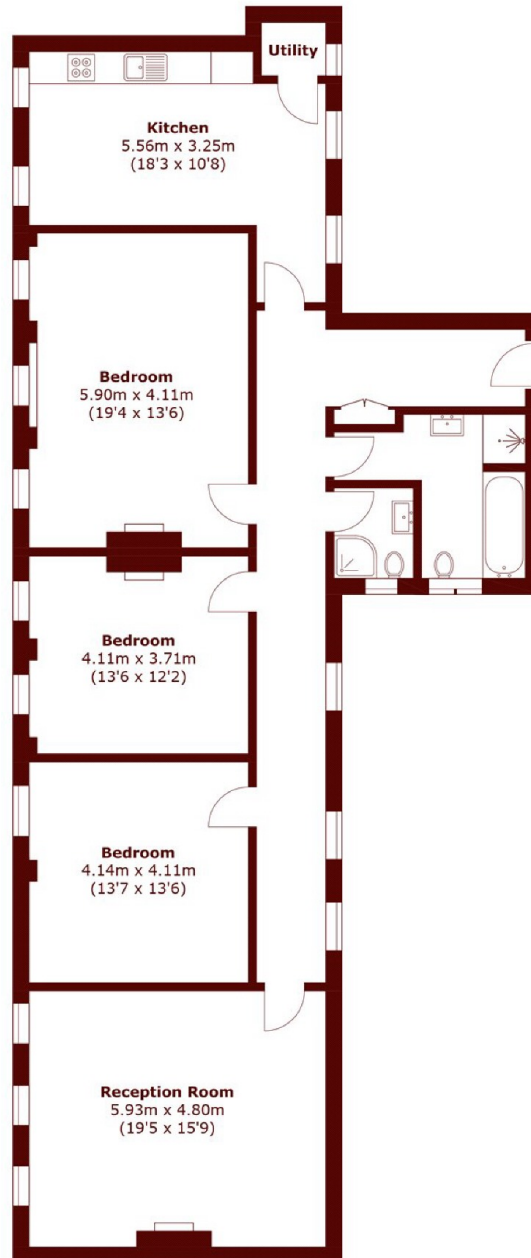 Utility
Kitchen
5.56m x 3.25m
(18'3 x 10'8)
Bedroom
5.90m x 4.11m
(19'4 x 13'6)
Bedroom
4.11m x 3.71m
(13'6 x 12'2)
Bedroom
4.14m x 4.11m
(13'7 x 13'6)
Reception Room
5.93m x 4.80m
(19'5 x 15'9)